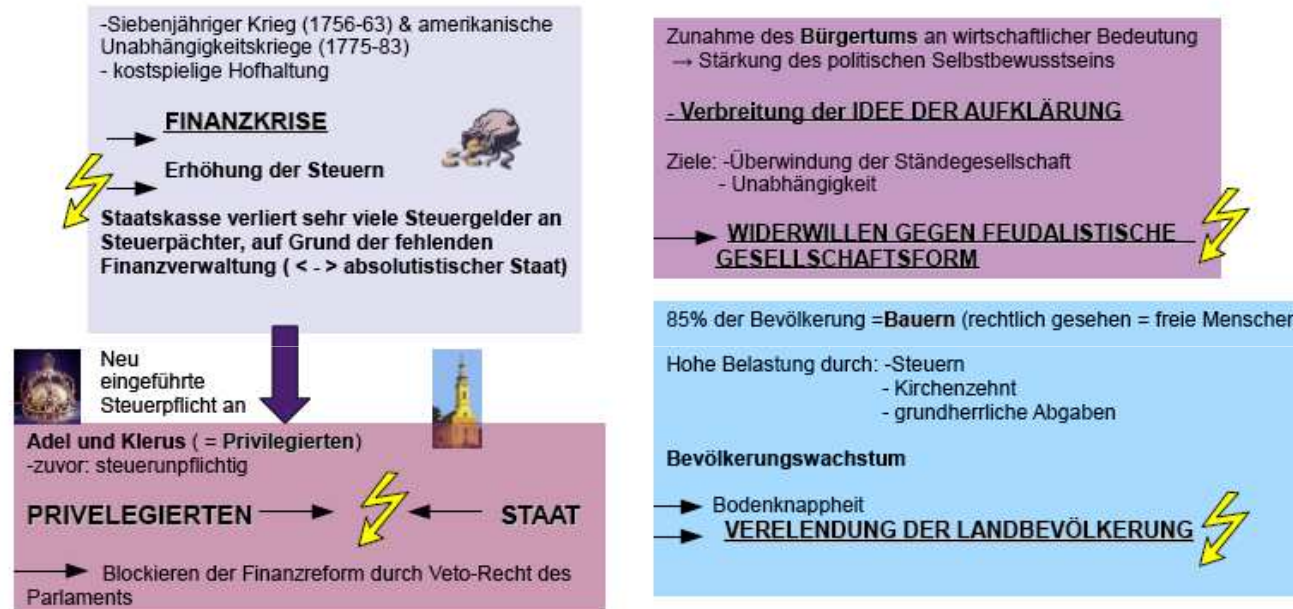 -Siebenjähriger Krieg (1756-63) & amerikanische
Unabhängigkeitskriege (1775-83)
- kostspielige Hofhaltung
FINANZKRISE
Erhöhung der Steuern
Staatskasse verliert sehr viele Steuergelder an
Steuerpächter, auf Grund der fehlenden
Finanzverwaltung ( < - > absolutistischer Staat)
Neu
eingeführte
Steuerpflicht an
Adel und Klerus ( = Privilegierten)
-zuvor: steuerunpflichtig
PRIVELEGIERTEN → ← STAAT
→ Blockieren der Finanzreform durch Veto-Recht des
Parlaments
Zunahme des Bürgertums an wirtschaftlicher Bedeutung
→ Stärkung des politischen Selbstbewusstseins
- Verbreitung der IDEE DER AUFKLÄRUNG
Ziele: -Überwindung der Ständegesellschaft
- Unabhängigkeit
WIDERWILLEN GEGEN FEUDALISTISCHE
GESELLSCHAFTSFORM
85% der Bevölkerung =Bauern (rechtlich gesehen = freie Menschen
Hohe Belastung durch: -Steuern
- Kirchenzehnt
- grundherrliche Abgaben
Bevölkerungswachstum
Bodenknappheit
VERELENDUNG DER LANDBEVÖLKERUNG